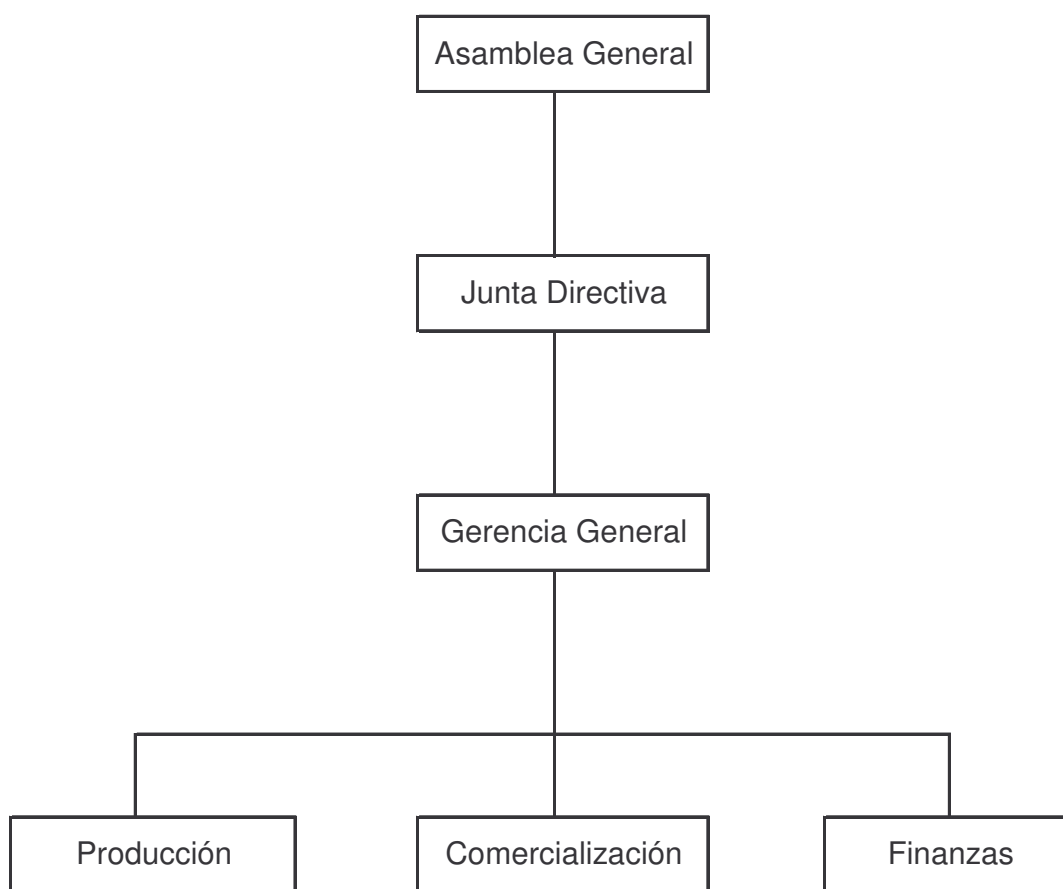 Asamblea General
Junta Directiva
Gerencia General
Producción
Comercialización
Finanzas